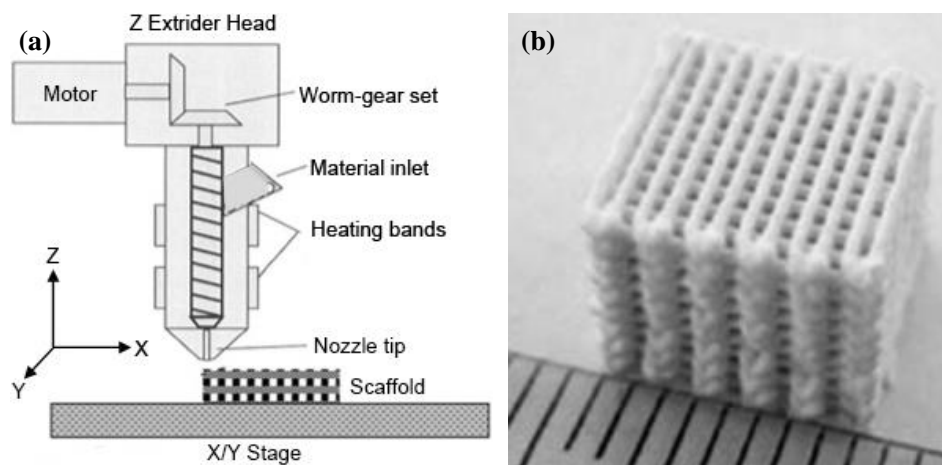 (a)
Z Extrider Head
Motor
Worm-gear set
Material inlet
Heating bands
Z
X
Y
Nozzle tip
Scaffold
X/Y Stage
(b)